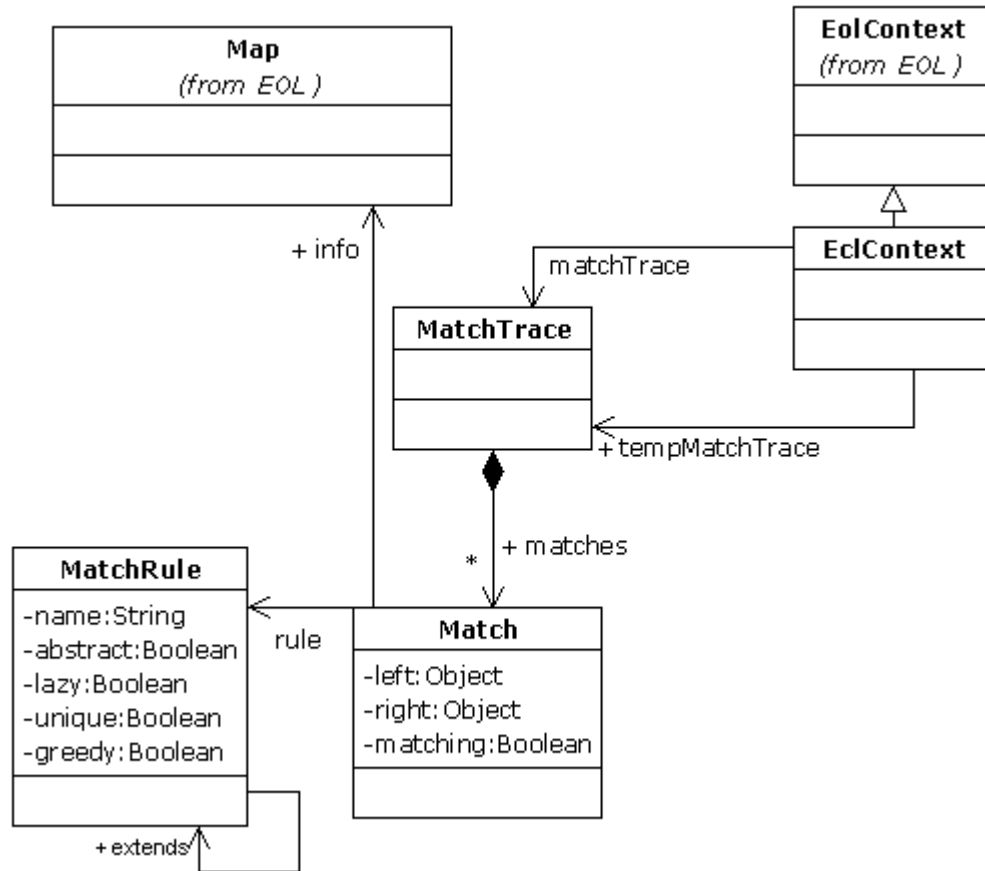 EolContext
(from EOL)
Map
(from EOL)
+ info
EclContext
matchTrace
MatchTrace
+ tempMatchTrace
+ matches
*
MatchRule
-name:String
-abstract:Boolean
-lazy:Boolean
-unique:Boolean
-greedy:Boolean
rule
Match
-left:Object
-right:Object
-matching:Boolean
+ extends